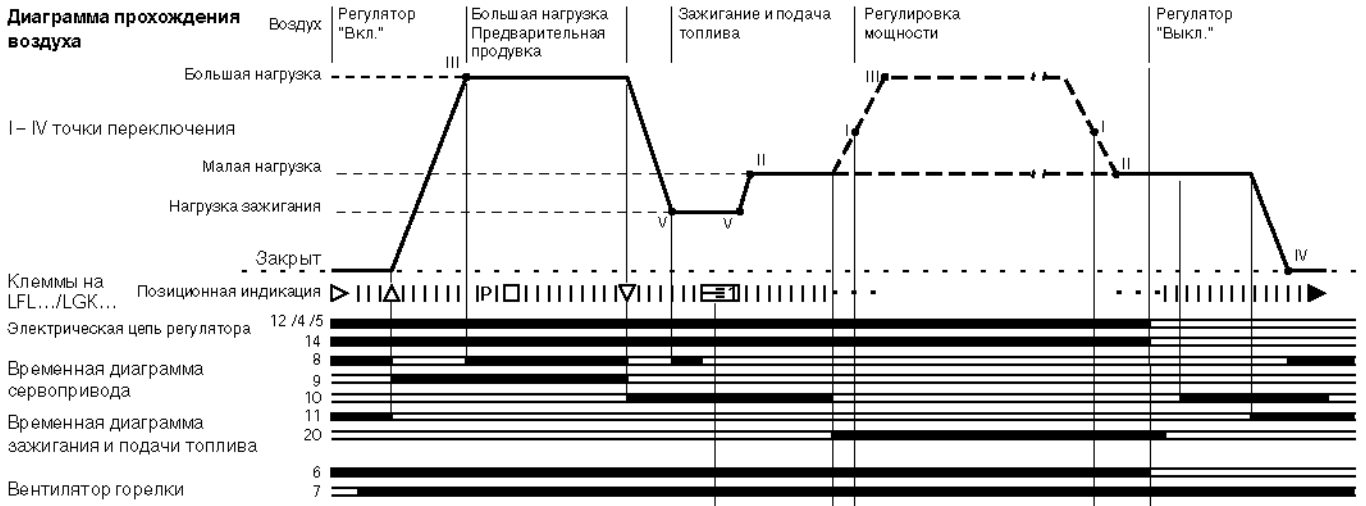 Диаграмма прохождения воздуха
Воздух
Регулятор "Вкл."
Большая нагрузка Предварительная продувка
Зажигание и подача топлива
Регулировка мощности
Регулятор "Выкл."
Большая нагрузка
III
III
I – IV точки переключения
I
I
Малая нагрузка
II
II
Нагрузка зажигания
V
V
Закрыт
IV
Клеммы на LFL.../LGK...
Позиционная индикация
P
1
Электрическая цепь регулятора
12 /4 /5
14
Временная диаграмма сервопривода
8
9
10
Временная диаграмма зажигания и подачи топлива
11
20
6
Вентилятор горелки
7